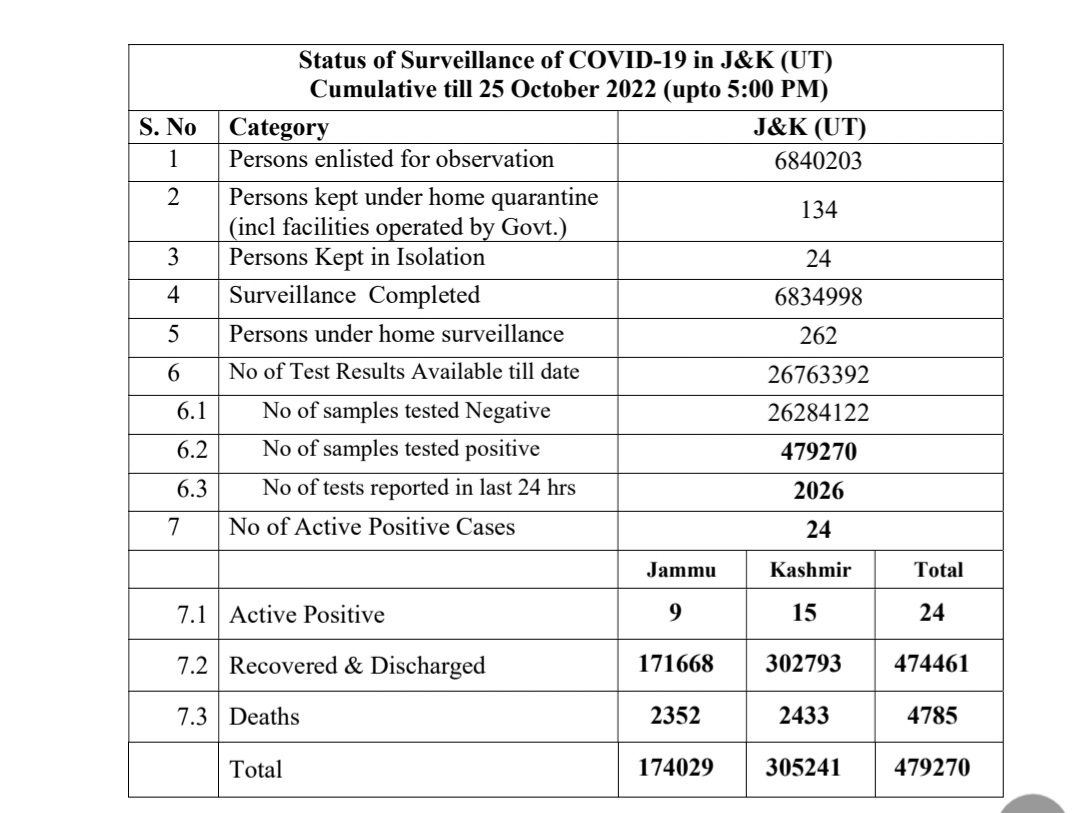 Status of Surveillance of COVID-19 in J&K (UT)
Cumulative till 25 October 2022 (upto 5:00 PM)
S. No Category J&K (UT)
1 Persons enlisted for observation 6840203
2 Persons kept under home quarantine
(incl facilities operated by Govt.) 134
3 Persons Kept in Isolation 24
4 Surveillance Completed 6834998
5 Persons under home surveillance 262
6 No of Test Results Available till date 26763392
6.1 No of samples tested Negative 26284122
6.2 No of samples tested positive 479270
6.3 No of tests reported in last 24 hrs 2026
7 No of Active Positive Cases 24
Jammu Kashmir Total
7.1 Active Positive 9 15 24
7.2 Recovered & Discharged 171668 302793 474461
7.3 Deaths 2352 2433 4785
Total 174029 305241 479270